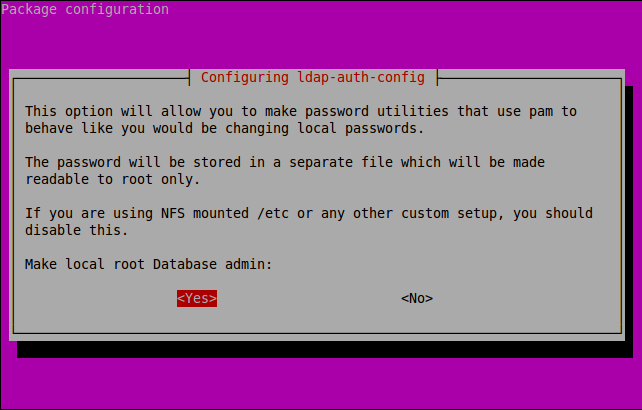 Package configuration
Configuring ldap-auth-config
This option will allow you to make password utilities that use pam to
behave like you would be changing local passwords.
The password will be stored in a separate file which will be made
readable to root only.
If you are using NFS mounted /etc or any other custom setup, you should
disable this.
Make local root Database admin:
<Yes> <No>